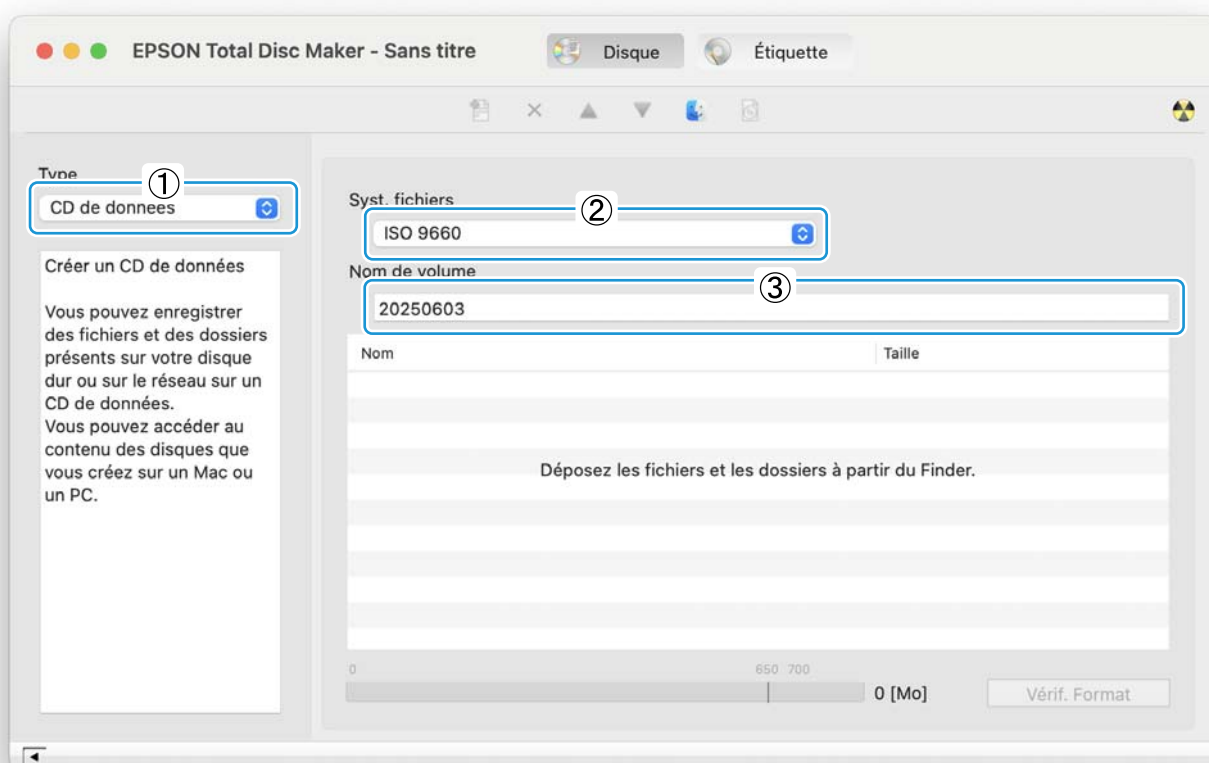 EPSON Total Disc Maker - Sans titre
Disque
Étiquette
Type
①
CD de donnees
Créer un CD de données
Vous pouvez enregistrer
des fichiers et des dossiers
présents sur votre disque
dur ou sur le réseau sur un
CD de données.
Vous pouvez accéder au
contenu des disques que
vous créez sur un Mac ou
un PC.
Syst. fichiers
②
ISO 9660
Nom de volume
③
20250603
Nom
Taille
Déposez les fichiers et les dossiers à partir du Finder.
0
650 700
0 [Mo]
Vérif. Format